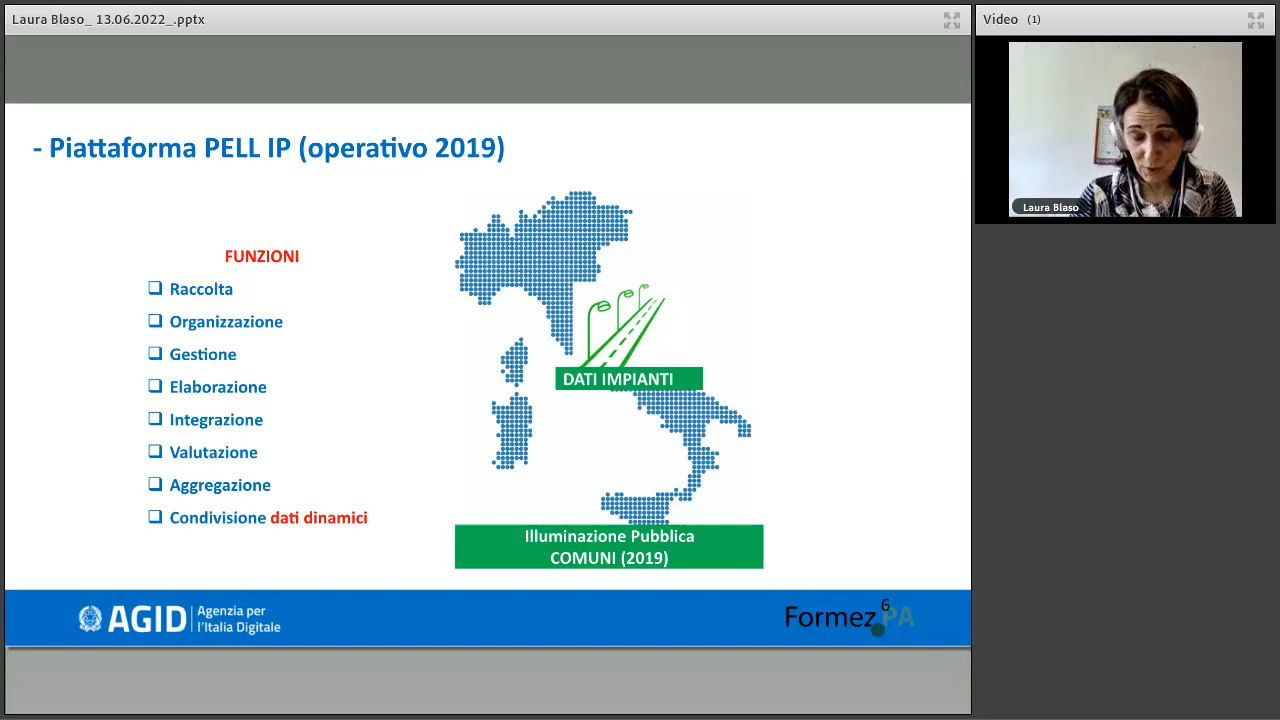 Laura Blaso_ 13.06.2022_.pptx
Video (1)
- Piattaforma PELL IP (operativo 2019)
Laura Blaso
FUNZIONI
Raccolta
Organizzazione
Gestione
Elaborazione
Integrazione
Valutazione
Aggregazione
Condivisione dati dinamici
DATI IMPIANTI
Illuminazione Pubblica
COMUNI (2019)
AGID
Agenzia per
l'Italia Digitale
Formez PA
6